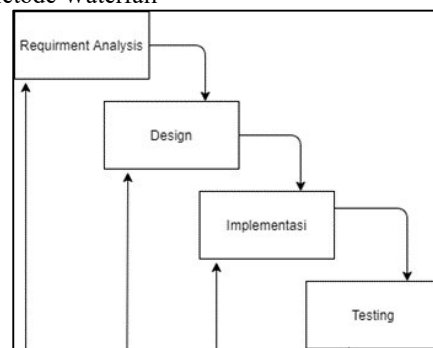 Metode Waterfall
Requirment Analysis
Design
Implementasi
Testing